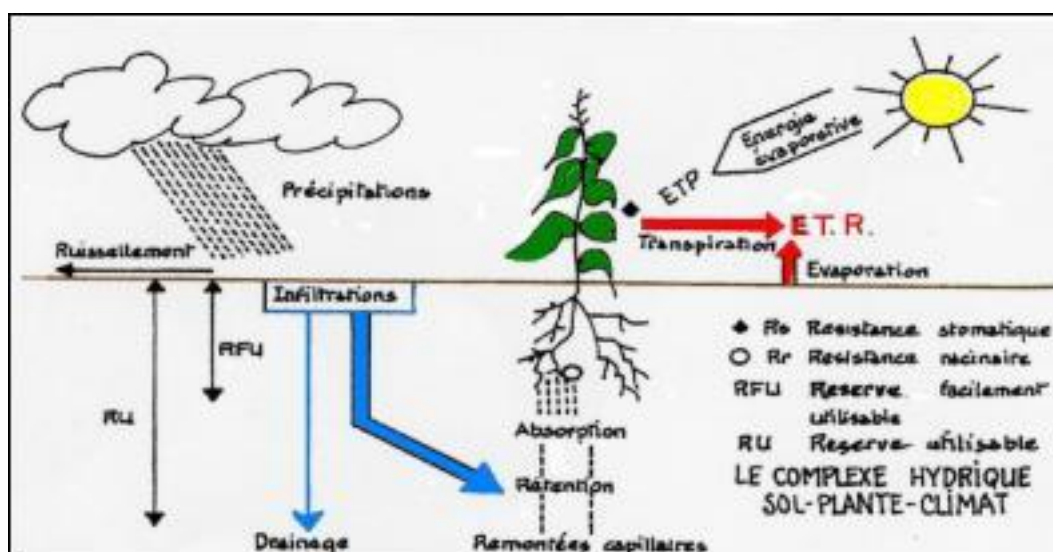 Précipitations
Energie
évaporative
ETP
Ruissellement
Transpiration
E.T.R.
Evaporation
Infiltrations
RFU
RU
Absorption
Rétention
Drainage
Remontées capillaires
Rs Resistance stomatique
Rr Resistance racinaire
RFU Reserve facilement
utilisable
RU Reserve utilisable
LE COMPLEXE HYDRIQUE
SOL-PLANTE-CLIMAT